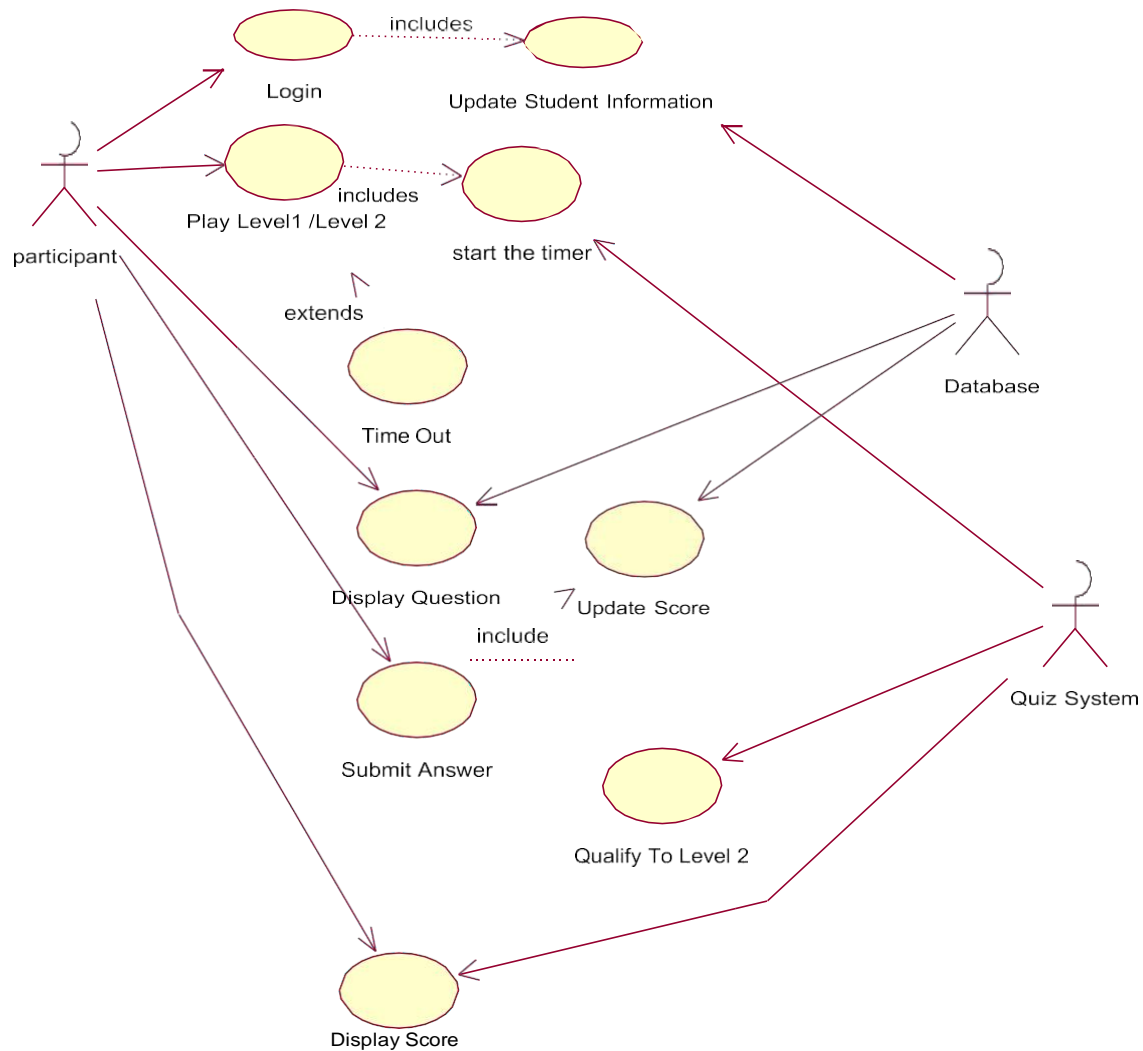 includes
Login
Update Student Information
includes
Play Level1 /Level 2
start the timer
participant
extends
Database
Time Out
Display Question
Update Score
include
Quiz System
Submit Answer
Qualify To Level 2
Display Score